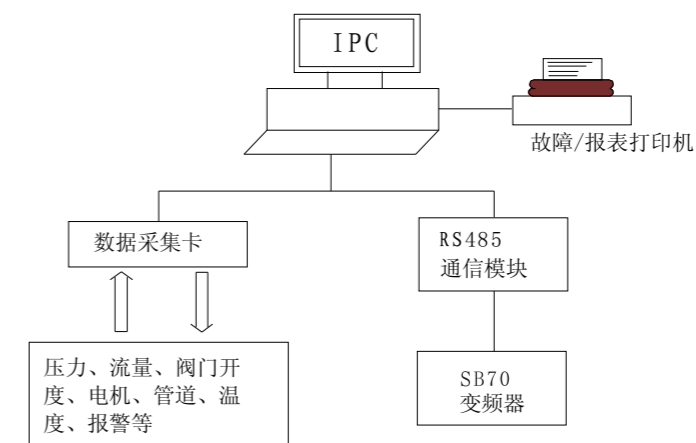 IPC
故障/报表打印机
数据采集卡
RS485
通信模块
压力、流量、阀门开
度、电机、管道、温
度、报警等
SB70
变频器